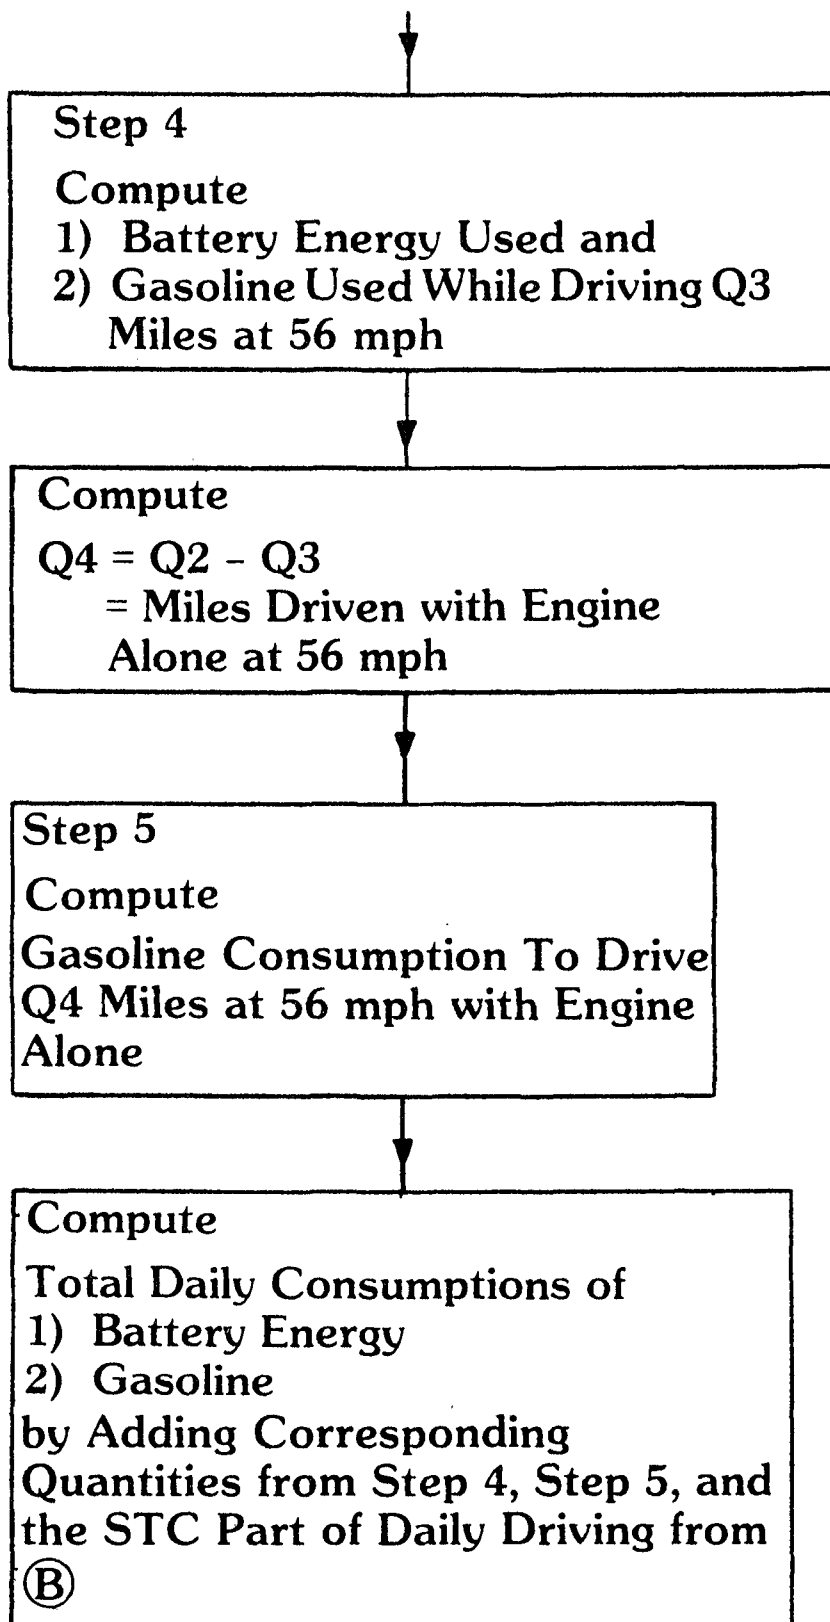 Step 4
Compute
1) Battery Energy Used and
2) Gasoline Used While Driving Q3
Miles at 56 mph
Compute
Q4 = Q2 - Q3
= Miles Driven with Engine
Alone at 56 mph
Step 5
Compute
Gasoline Consumption To Drive
Q4 Miles at 56 mph with Engine
Alone
Compute
Total Daily Consumptions of
1) Battery Energy
2) Gasoline
by Adding Corresponding
Quantities from Step 4, Step 5, and
the STC Part of Daily Driving from
Ⓑ